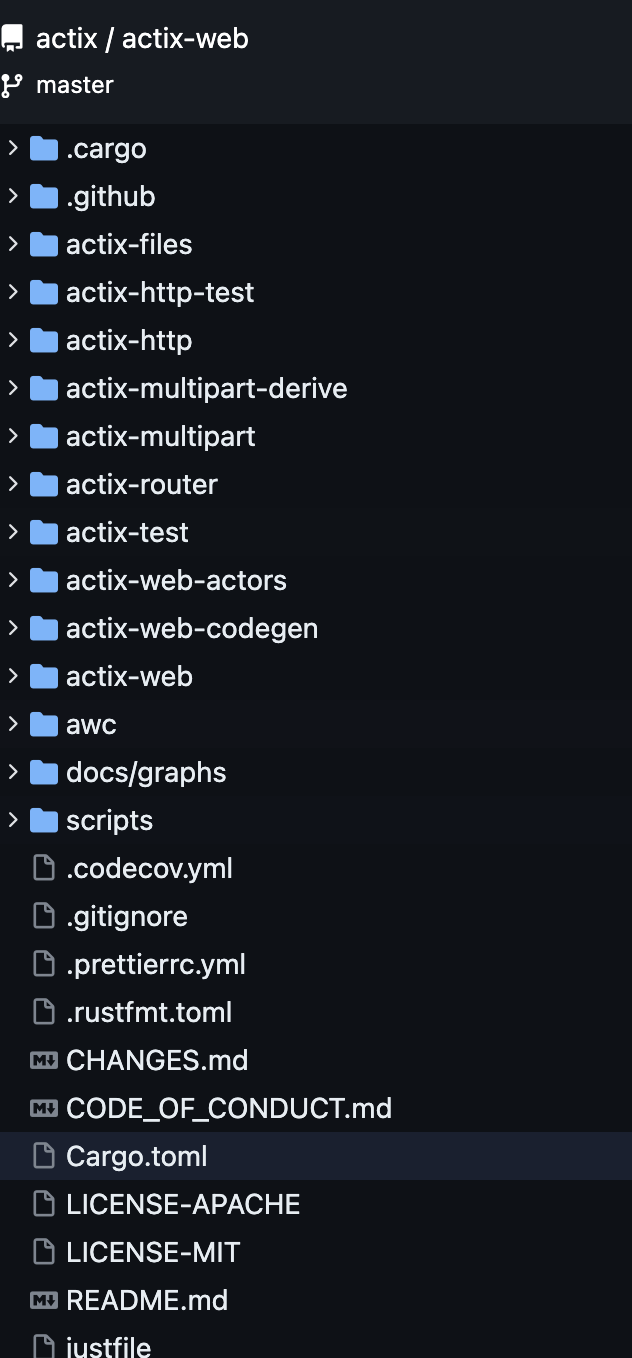 actix / actix-web
master
.cargo
.github
actix-files
actix-http-test
actix-http
actix-multipart-derive
actix-multipart
actix-router
actix-test
actix-web-actors
actix-web-codegen
actix-web
awc
docs/graphs
scripts
.codecov.yml
.gitignore
.prettierrc.yml
.rustfmt.toml
CHANGES.md
CODE_OF_CONDUCT.md
Cargo.toml
LICENSE-APACHE
LICENSE-MIT
README.md
justfile